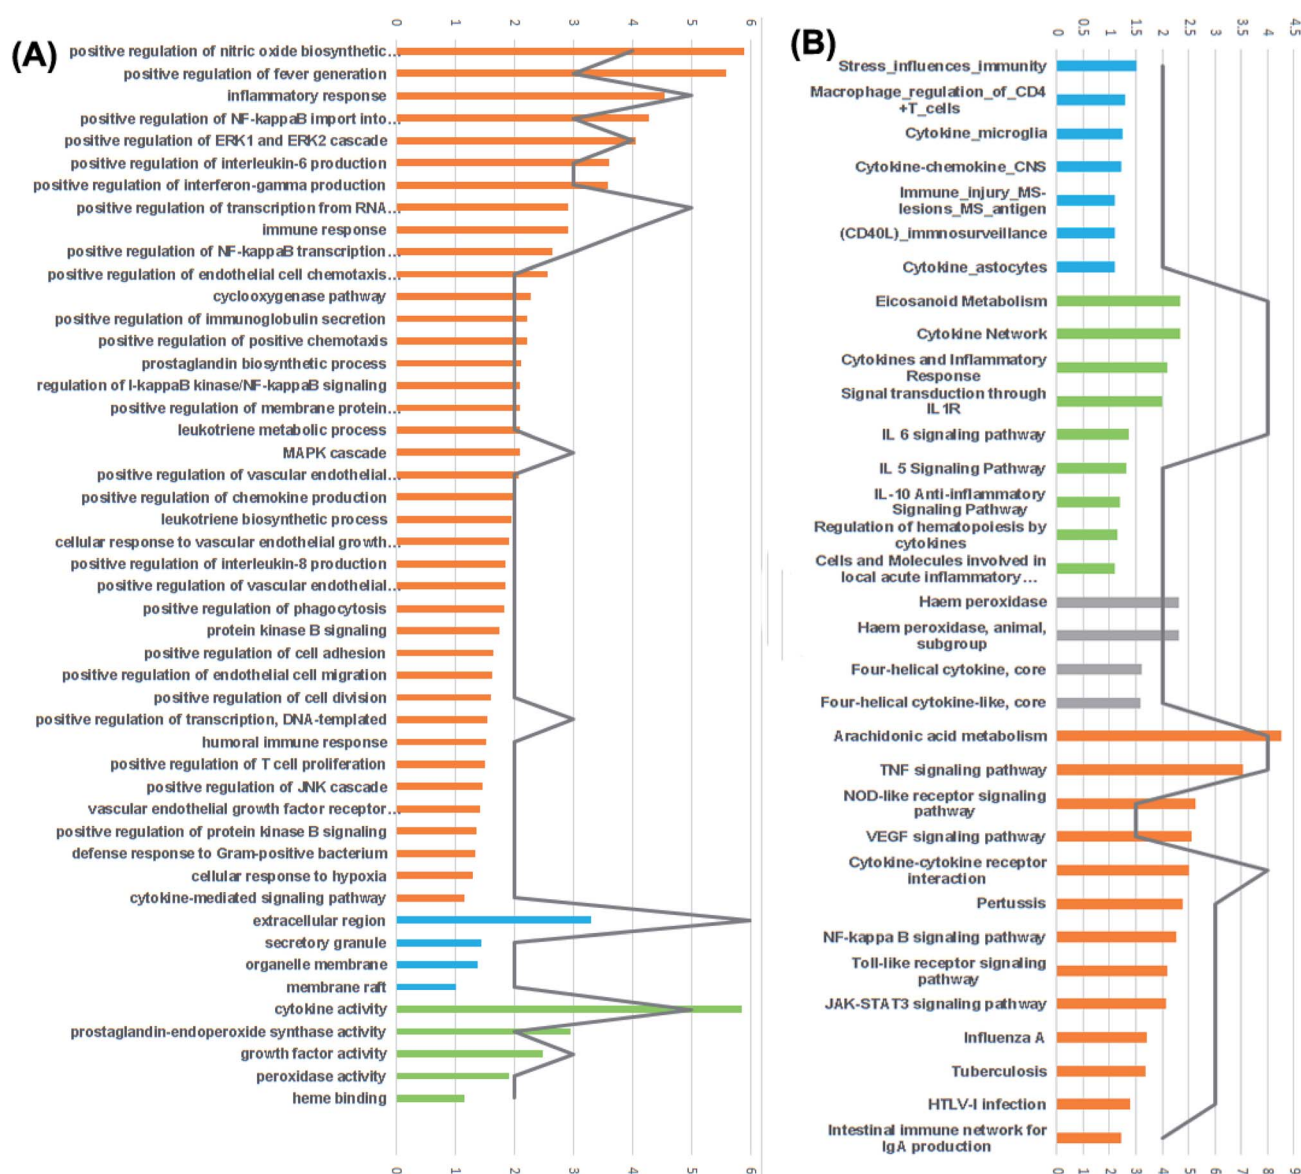 (A)
0 1 2 3 4 5 6
positive regulation of nitric oxide biosynthetic...
positive regulation of fever generation
inflammatory response
positive regulation of NF-kappaB import into...
positive regulation of ERK1 and ERK2 cascade
positive regulation of interleukin-6 production
positive regulation of interferon-gamma production
positive regulation of transcription from RNA...
immune response
positive regulation of NF-kappaB transcription...
positive regulation of endothelial cell chemotaxis...
cyclooxygenase pathway
positive regulation of immunoglobulin secretion
positive regulation of positive chemotaxis
prostaglandin biosynthetic process
regulation of I-kappaB kinase/NF-kappaB signaling
positive regulation of membrane protein...
leukotriene metabolic process
MAPK cascade
positive regulation of vascular endothelial...
positive regulation of chemokine production
leukotriene biosynthetic process
cellular response to vascular endothelial growth...
positive regulation of interleukin-8 production
positive regulation of vascular endothelial...
positive regulation of phagocytosis
protein kinase B signaling
positive regulation of cell adhesion
positive regulation of endothelial cell migration
positive regulation of cell division
positive regulation of transcription, DNA-templated
humoral immune response
positive regulation of T cell proliferation
positive regulation of JNK cascade
vascular endothelial growth factor receptor...
positive regulation of protein kinase B signaling
defense response to Gram-positive bacterium
cellular response to hypoxia
cytokine-mediated signaling pathway
extracellular region
secretory granule
organelle membrane
membrane raft
cytokine activity
prostaglandin-endoperoxide synthase activity
growth factor activity
peroxidase activity
heme binding
0 1 2 3 4 5 6
(B)
0 0.5 1 1.5 2 2.5 3 3.5 4 4.5
Stress_influences_immunity
Macrophage_regulation_of_CD4
+T_cells
Cytokine_microglia
Cytokine-chemokine_CNS
Immune_injury_MS-
lesions_MS_antigen
(CD40L)_immnosurveillance
Cytokine_astocytes
Eicosanoid Metabolism
Cytokine Network
Cytokines and Inflammatory
Response
Signal transduction through
IL1R
IL 6 signaling pathway
IL 5 Signaling Pathway
IL-10 Anti-inflammatory
Signaling Pathway
Regulation of hematopoiesis by
cytokines
Cells and Molecules involved in
local acute inflammatory...
Haem peroxidase
Haem peroxidase, animal,
subgroup
Four-helical cytokine, core
Four-helical cytokine-like, core
Arachidonic acid metabolism
TNF signaling pathway
NOD-like receptor signaling
pathway
VEGF signaling pathway
Cytokine-cytokine receptor
interaction
Pertussis
NF-kappa B signaling pathway
Toll-like receptor signaling
pathway
JAK-STAT3 signaling pathway
Influenza A
Tuberculosis
HTLV-I infection
Intestinal immune network for
IgA production
0 1 2 3 4 5 6 7 8 9